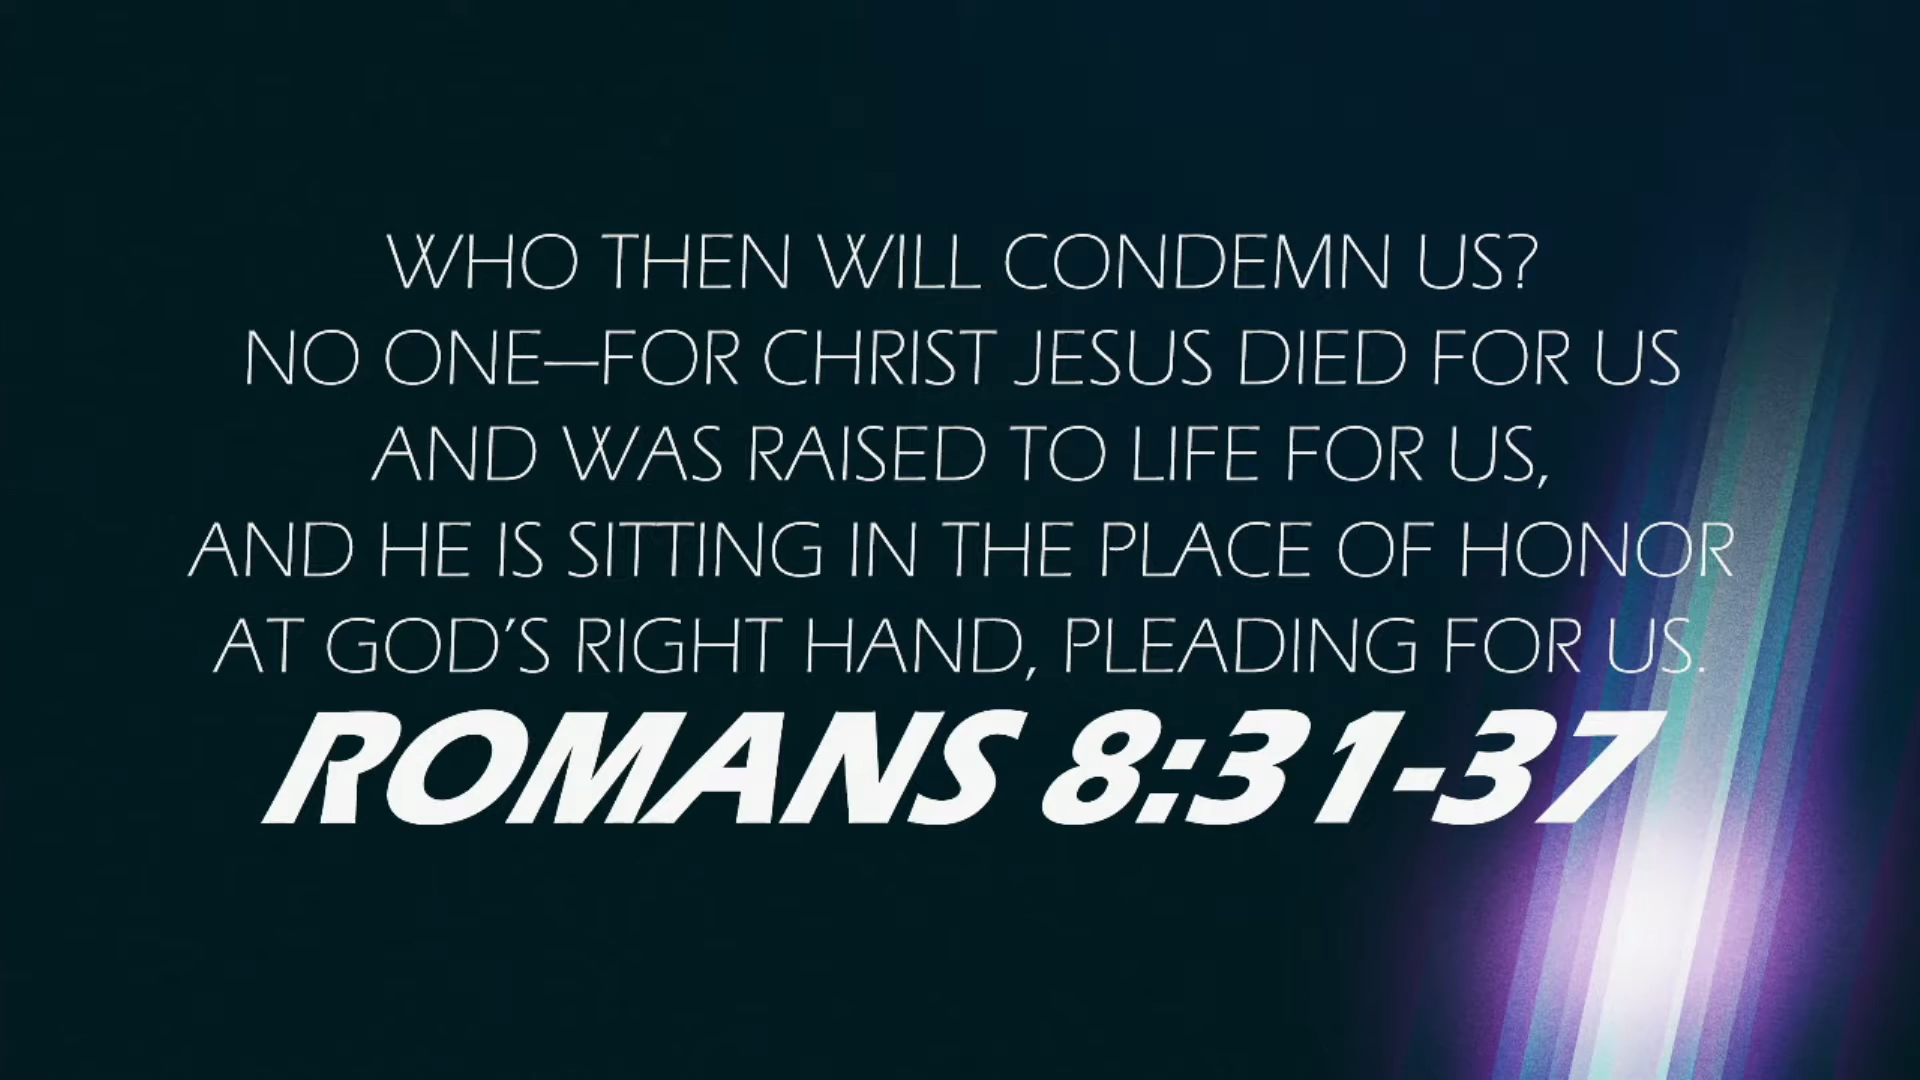 WHO THEN WILL CONDEMN US?
NO ONE—FOR CHRIST JESUS DIED FOR US
AND WAS RAISED TO LIFE FOR US,
AND HE IS SITTING IN THE PLACE OF HONOR
AT GOD’S RIGHT HAND, PLEADING FOR US.
ROMANS 8:31-37